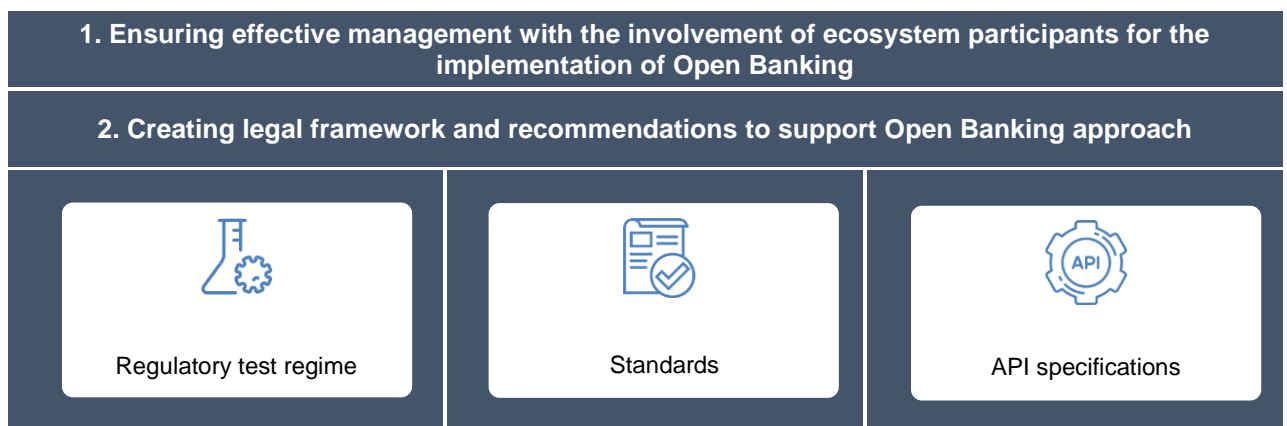 1. Ensuring effective management with the involvement of ecosystem participants for the
implementation of Open Banking
2. Creating legal framework and recommendations to support Open Banking approach
API
Regulatory test regime
Standards
API specifications